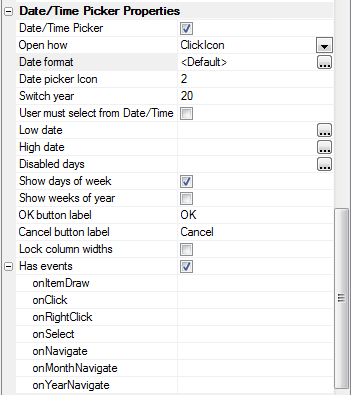 Date/Time Picker Properties
Date/Time Picker
Open how ClickIcon
Date format <Default> ...
Date picker Icon 2
Switch year 20
User must select from Date/Time
Low date ...
High date ...
Disabled days ...
Show days of week
Show weeks of year
OK button label OK
Cancel button label Cancel
Lock column widths
Has events
onItemDraw
onClick
onRightClick
onSelect
onNavigate
onMonthNavigate
onYearNavigate